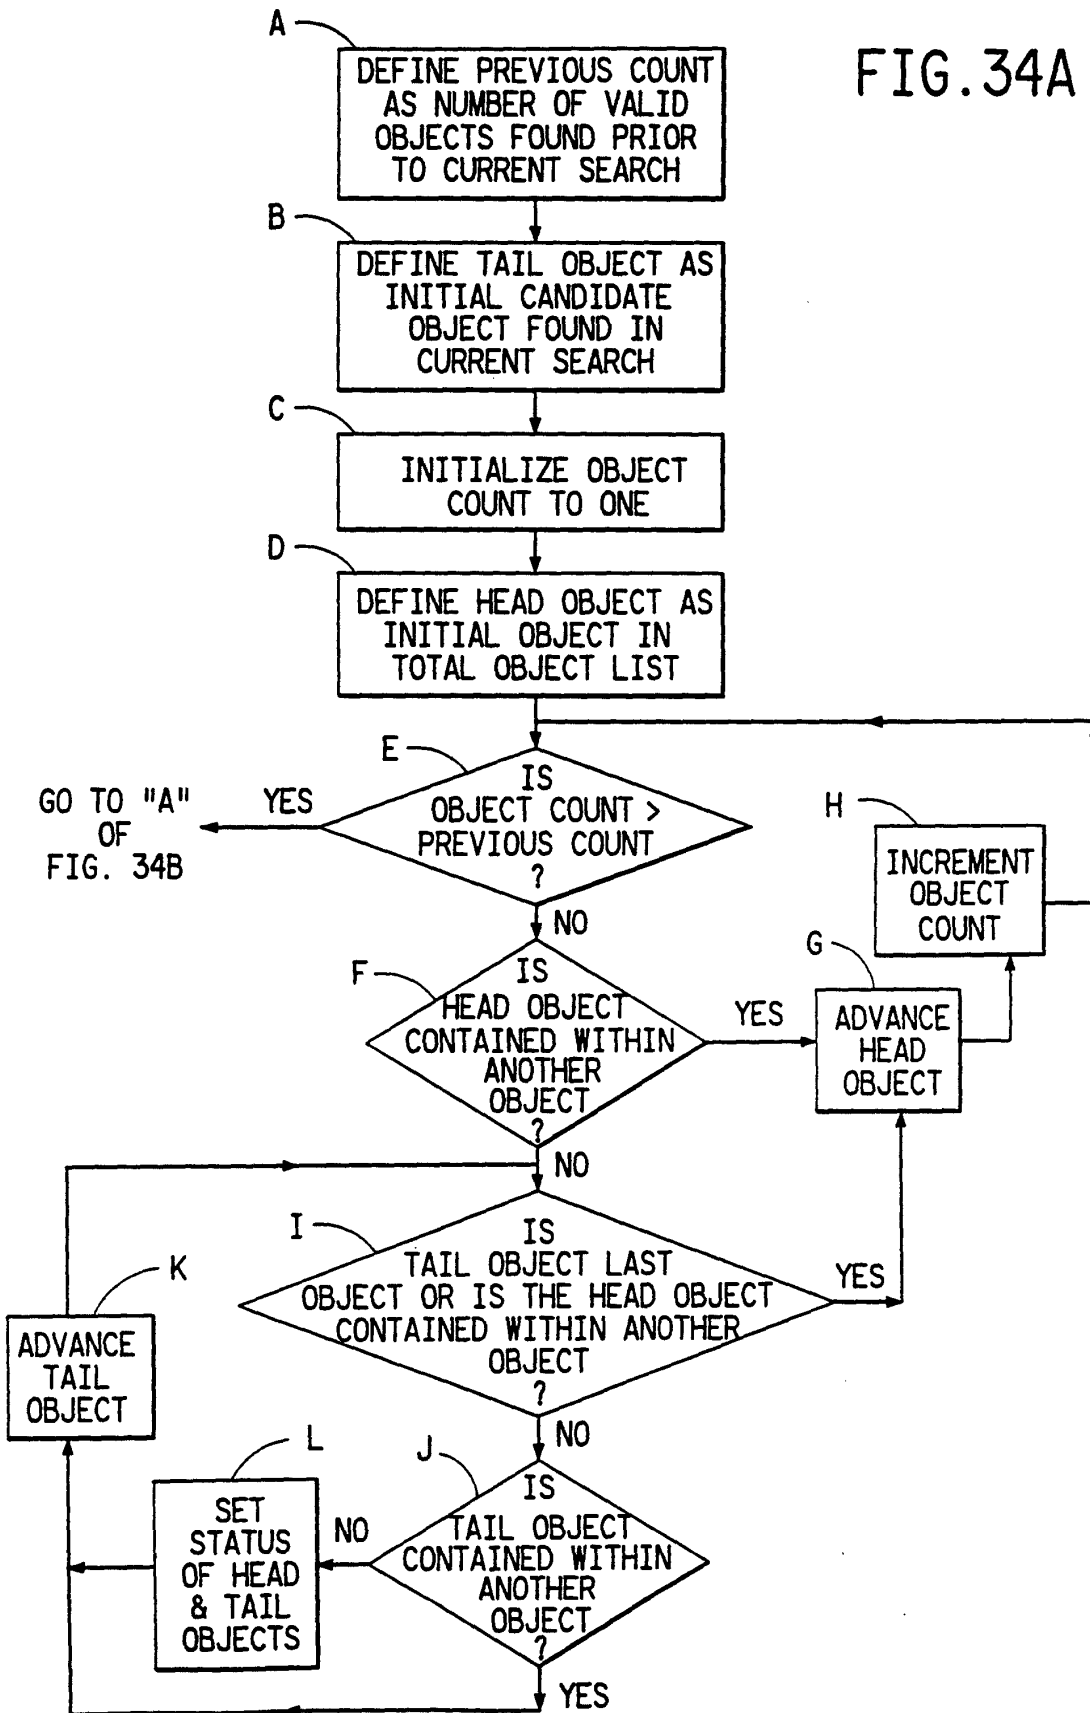 FIG.34A
A
DEFINE PREVIOUS COUNT
AS NUMBER OF VALID
OBJECTS FOUND PRIOR
TO CURRENT SEARCH
B
DEFINE TAIL OBJECT AS
INITIAL CANDIDATE
OBJECT FOUND IN
CURRENT SEARCH
C
INITIALIZE OBJECT
COUNT TO ONE
D
DEFINE HEAD OBJECT AS
INITIAL OBJECT IN
TOTAL OBJECT LIST
E
IS
OBJECT COUNT >
PREVIOUS COUNT
?
YES
GO TO "A"
OF
FIG. 34B
NO
H
INCREMENT
OBJECT
COUNT
F
IS
HEAD OBJECT
CONTAINED WITHIN
ANOTHER
OBJECT
?
YES
G
ADVANCE
HEAD
OBJECT
NO
I
IS
TAIL OBJECT LAST
OBJECT OR IS THE HEAD OBJECT
CONTAINED WITHIN ANOTHER
OBJECT
?
YES
K
ADVANCE
TAIL
OBJECT
NO
J
IS
TAIL OBJECT
CONTAINED WITHIN
ANOTHER
OBJECT
?
NO
L
SET
STATUS
OF HEAD
& TAIL
OBJECTS
YES